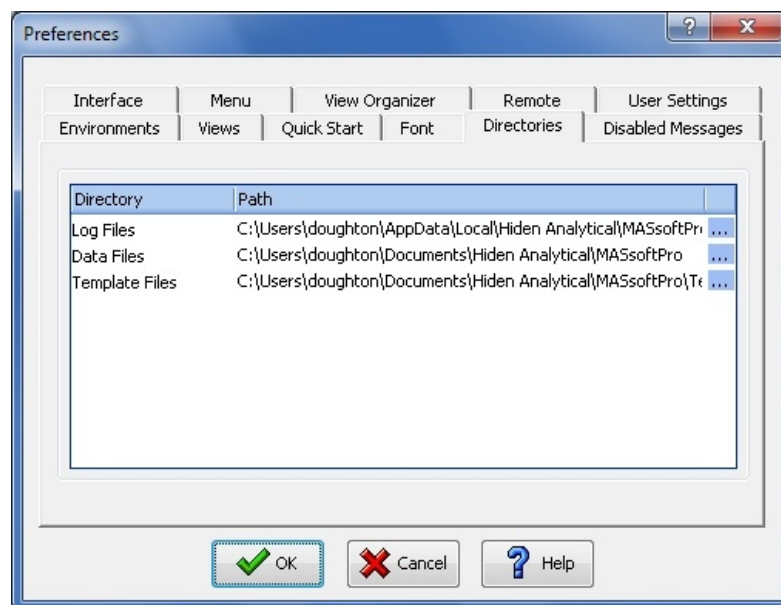 Preferences
Interface Menu View Organizer Remote User Settings
Environments Views Quick Start Font Directories Disabled Messages
Directory Path
Log Files C:\Users\doughton\AppData\Local\Hiden Analytical\MASsoftPr ...
Data Files C:\Users\doughton\Documents\Hiden Analytical\MASsoftPro ...
Template Files C:\Users\doughton\Documents\Hiden Analytical\MASsoftPro\Te ...
OK Cancel Help